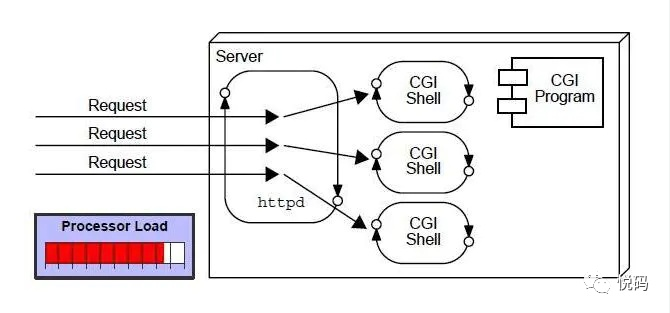 Server
Request
Request
Request
httpd
CGI
Shell
CGI
Shell
CGI
Shell
CGI
Program
Processor Load
悦码